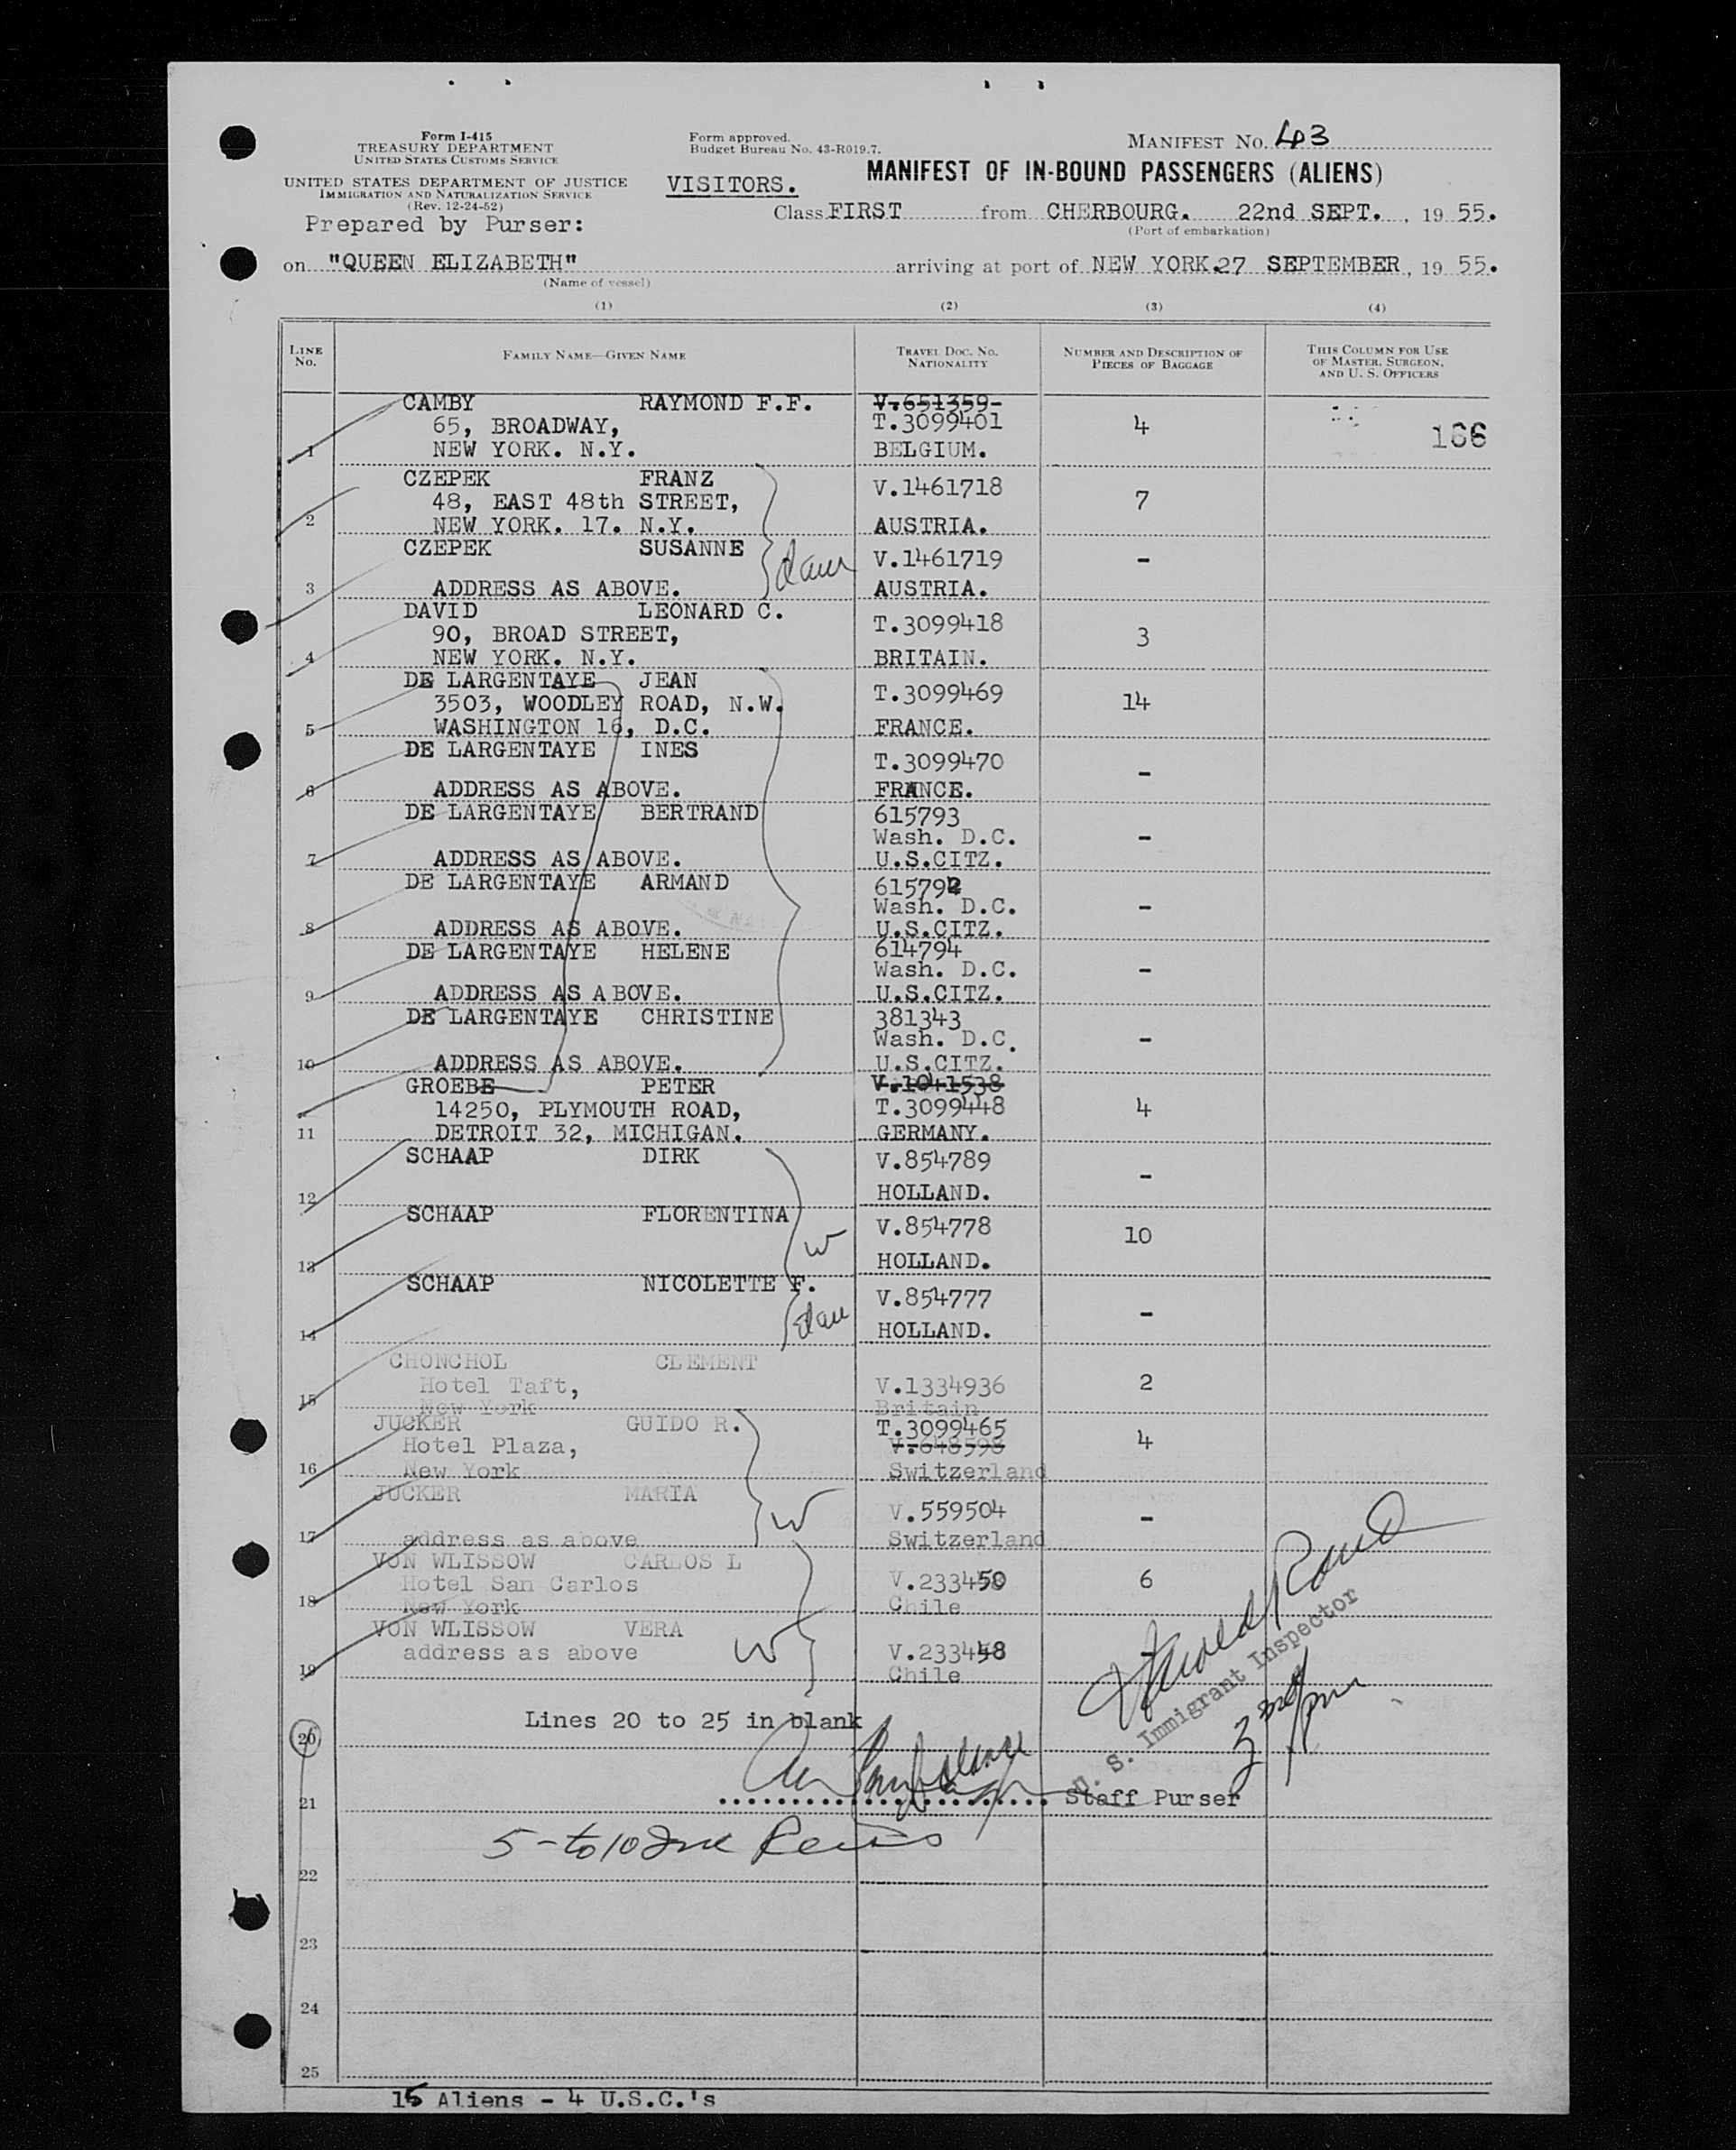 Form I-415
TREASURY DEPARTMENT
UNITED STATES CUSTOMS SERVICE
UNITED STATES DEPARTMENT OF JUSTICE
IMMIGRATION AND NATURALIZATION SERVICE
(Rev. 12-24-52)
Prepared by Purser:
Form approved.
Budget Bureau No. 43-R019.7.
VISITORS.
MANIFEST NO. 43
MANIFEST OF IN-BOUND PASSENGERS (ALIENS)
Class FIRST from CHERBOURG. 22nd SEPT. , 19 55.
(Port of embarkation)
on "QUEEN ELIZABETH" arriving at port of NEW YORK. 27 SEPTEMBER , 19 55.
(Name of vessel)
(1) (2) (3) (4)
LINE NO. FAMILY NAME—GIVEN NAME TRAVEL DOC. NO. NATIONALITY NUMBER AND DESCRIPTION OF PIECES OF BAGGAGE THIS COLUMN FOR USE OF MASTER, SURGEON, AND U. S. OFFICERS
CAMBY RAYMOND F.F. V.651359
65, BROADWAY, T.3099401 4 166
1 NEW YORK. N.Y. BELGIUM.
CZEPEK FRANZ V.1461718
48, EAST 48th STREET, 7
2 NEW YORK. 17. N.Y. AUSTRIA.
CZEPEK SUSANNE V.1461719 -
3 ADDRESS AS ABOVE. AUSTRIA.
DAVID LEONARD C. T.3099418
90, BROAD STREET, 3
4 NEW YORK. N.Y. BRITAIN.
DE LARGENTAYE JEAN T.3099469
3503, WOODLEY ROAD, N.W. 14
5 WASHINGTON 16, D.C. FRANCE.
DE LARGENTAYE INES T.3099470 -
6 ADDRESS AS ABOVE. FRANCE.
DE LARGENTAYE BERTRAND 615793
Wash. D.C. -
7 ADDRESS AS ABOVE. U.S.CITZ.
DE LARGENTAYE ARMAND 615792
Wash. D.C. -
8 ADDRESS AS ABOVE. U.S.CITZ.
DE LARGENTAYE HELENE 614794
Wash. D.C. -
9 ADDRESS AS ABOVE. U.S.CITZ.
DE LARGENTAYE CHRISTINE 381343
Wash. D.C. -
10 ADDRESS AS ABOVE. U.S.CITZ.
GROEBE PETER V.1041538
14250, PLYMOUTH ROAD, T.3099448 4
11 DETROIT 32, MICHIGAN. GERMANY.
SCHAAP DIRK V.854789 -
12 HOLLAND.
SCHAAP FLORENTINA V.854778 10
W
13 HOLLAND.
SCHAAP NICOLETTE F. V.854777 -
dau
14 HOLLAND.
CHONCHOL CLEMENT
Hotel Taft, V.1334936 2
15 New York Britain
JUCKER GUIDO R. T.3099465
Hotel Plaza, V.648598 4
16 New York Switzerland
JUCKER MARIA V.559504 -
W
17 address as above Switzerland
VON WLISSOW CARLOS L
Hotel San Carlos V.233450 6
18 New York Chile
VON WLISSOW VERA
address as above W V.233448 -
19 Chile
Lines 20 to 25 in blank
20
U. S. Immigrant Inspector
Staff Purser
21
5-to 10
22
23
24
25
15 Aliens - 4 U.S.C.'s